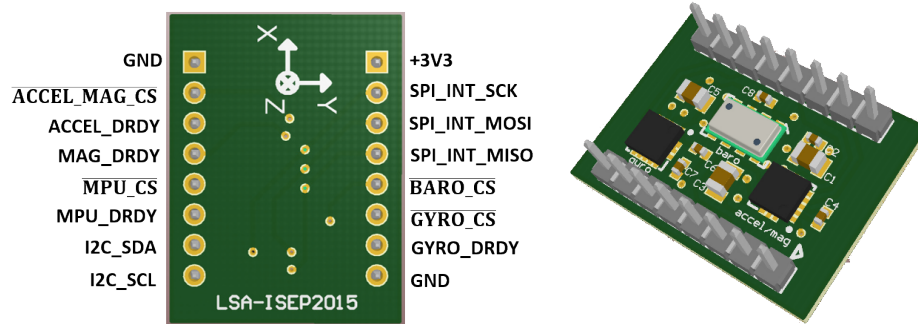 GND
ACCEL_MAG_CS
ACCEL_DRDY
MAG_DRDY
MPU_CS
MPU_DRDY
I2C_SDA
I2C_SCL
X
Y
Z
LSA-ISEP2015
+3V3
SPI_INT_SCK
SPI_INT_MOSI
SPI_INT_MISO
BARO_CS
GYRO_CS
GYRO_DRDY
GND
C5
C8
baro
gyro
C2
C1
C6
C7
C3
C4
accel/mag